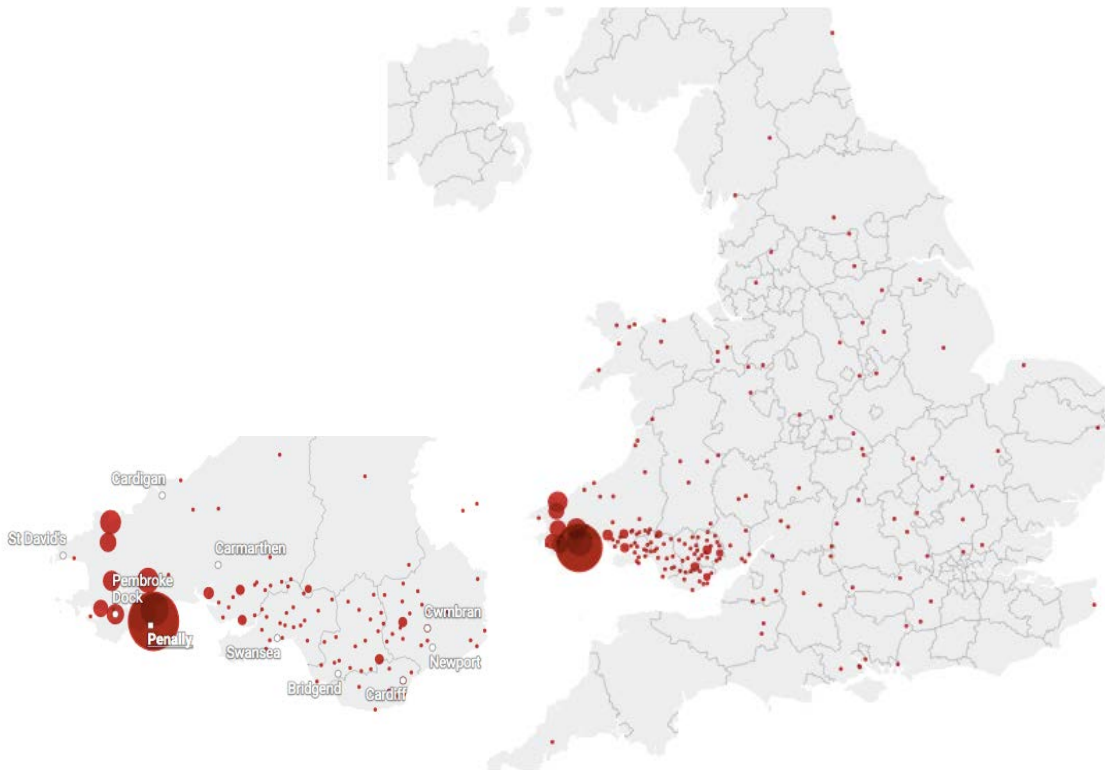 Cardigan
St David's
Carmarthen
Pembroke
Dock
Penally
Cwmbran
Swansea
Newport
Bridgend
Cardiff